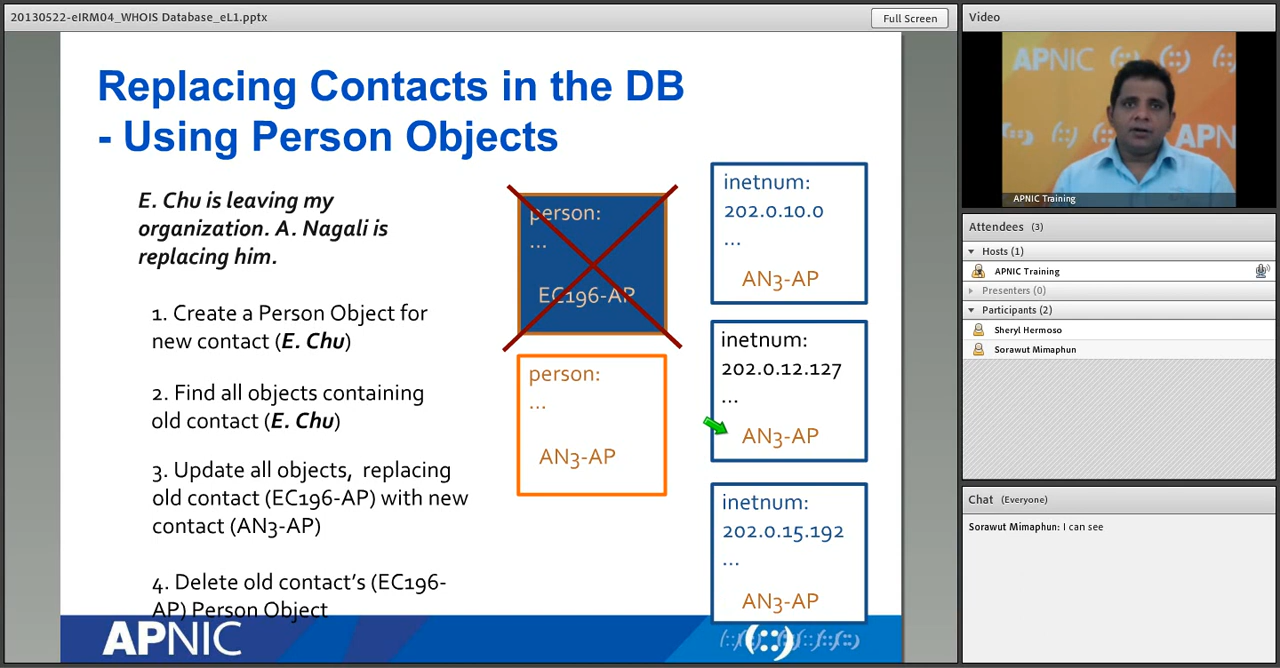 20130522-eIRM04_WHOIS Database_eL1.pptx
Full Screen
Replacing Contacts in the DB
- Using Person Objects
E. Chu is leaving my
organization. A. Nagali is
replacing him.
1. Create a Person Object for
new contact (E. Chu)
2. Find all objects containing
old contact (E. Chu)
3. Update all objects, replacing
old contact (EC196-AP) with new
contact (AN3-AP)
4. Delete old contact's (EC196-
AP) Person Object
person:
...
EC196-AP
person:
...
AN3-AP
inetnum:
202.0.10.0
...
AN3-AP
inetnum:
202.0.12.127
...
AN3-AP
inetnum:
202.0.15.192
...
AN3-AP
APNIC
(::)
Video
APNIC
APN
APNIC Training
Attendees (3)
Hosts (1)
APNIC Training
Presenters (0)
Participants (2)
Sheryl Hermoso
Sorawut Mimaphun
Chat (Everyone)
Sorawut Mimaphun: I can see